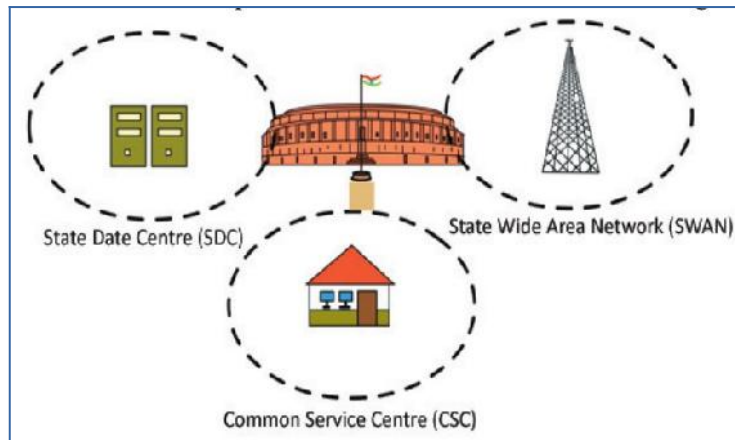 State Date Centre (SDC)
State Wide Area Network (SWAN)
Common Service Centre (CSC)